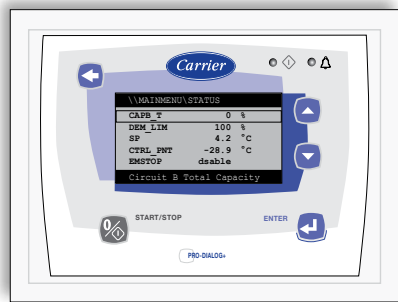 Carrier
\\MAINMENU\STATUS
CAPB_T 0 %
DEM_LIM 100 %
SP 4.2 °C
CTRL_PNT -28.9 °C
EMSTOP dsable
Circuit B Total Capacity
START/STOP
ENTER
PRO-DIALOG+